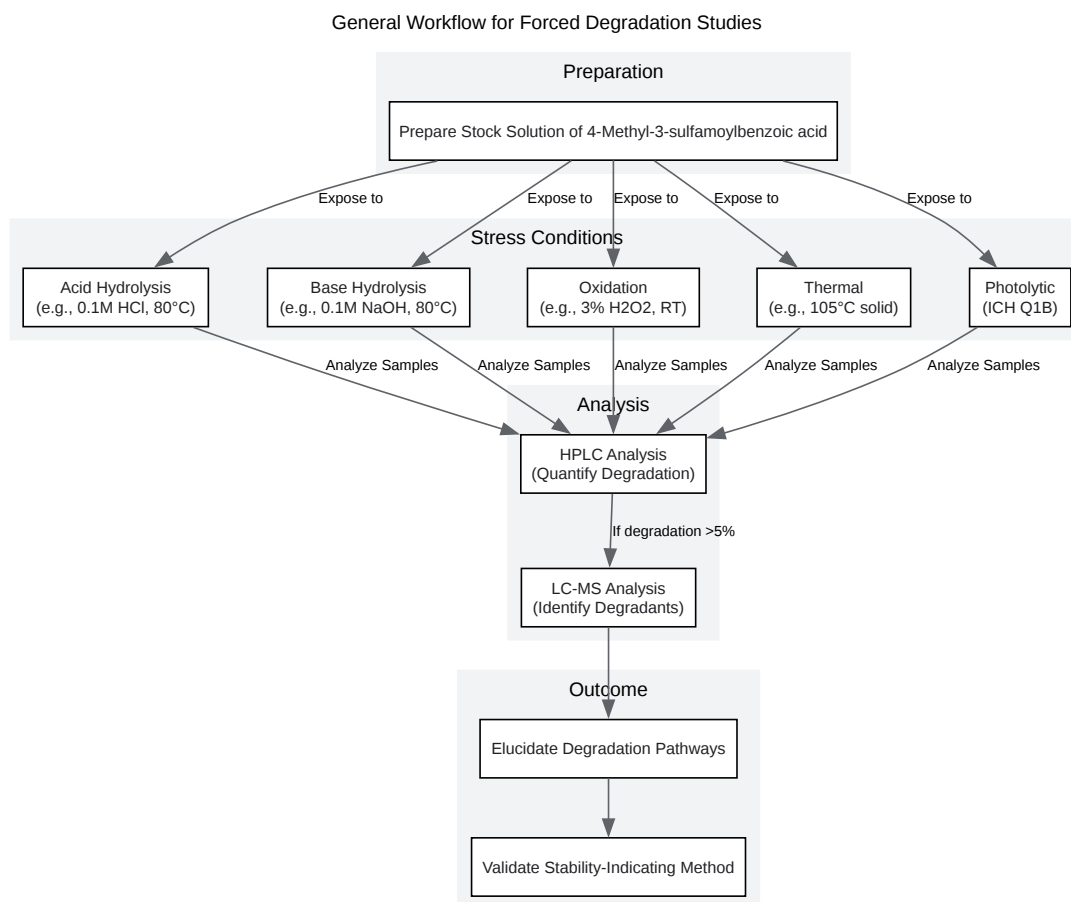 General Workflow for Forced Degradation Studies
Preparation
Prepare Stock Solution of 4-Methyl-3-sulfamoylbenzoic acid
Expose to
Expose to
Expose to
Expose to
Expose to
Stress Conditions
Acid Hydrolysis
(e.g., 0.1M HCl, 80°C)
Base Hydrolysis
(e.g., 0.1M NaOH, 80°C)
Oxidation
(e.g., 3% H2O2, RT)
Thermal
(e.g., 105°C solid)
Photolytic
(ICH Q1B)
Analyze Samples
Analyze Samples
Analyze Samples
Analyze Samples
Analyze Samples
Analysis
HPLC Analysis
(Quantify Degradation)
If degradation >5%
LC-MS Analysis
(Identify Degradants)
Outcome
Elucidate Degradation Pathways
Validate Stability-Indicating Method